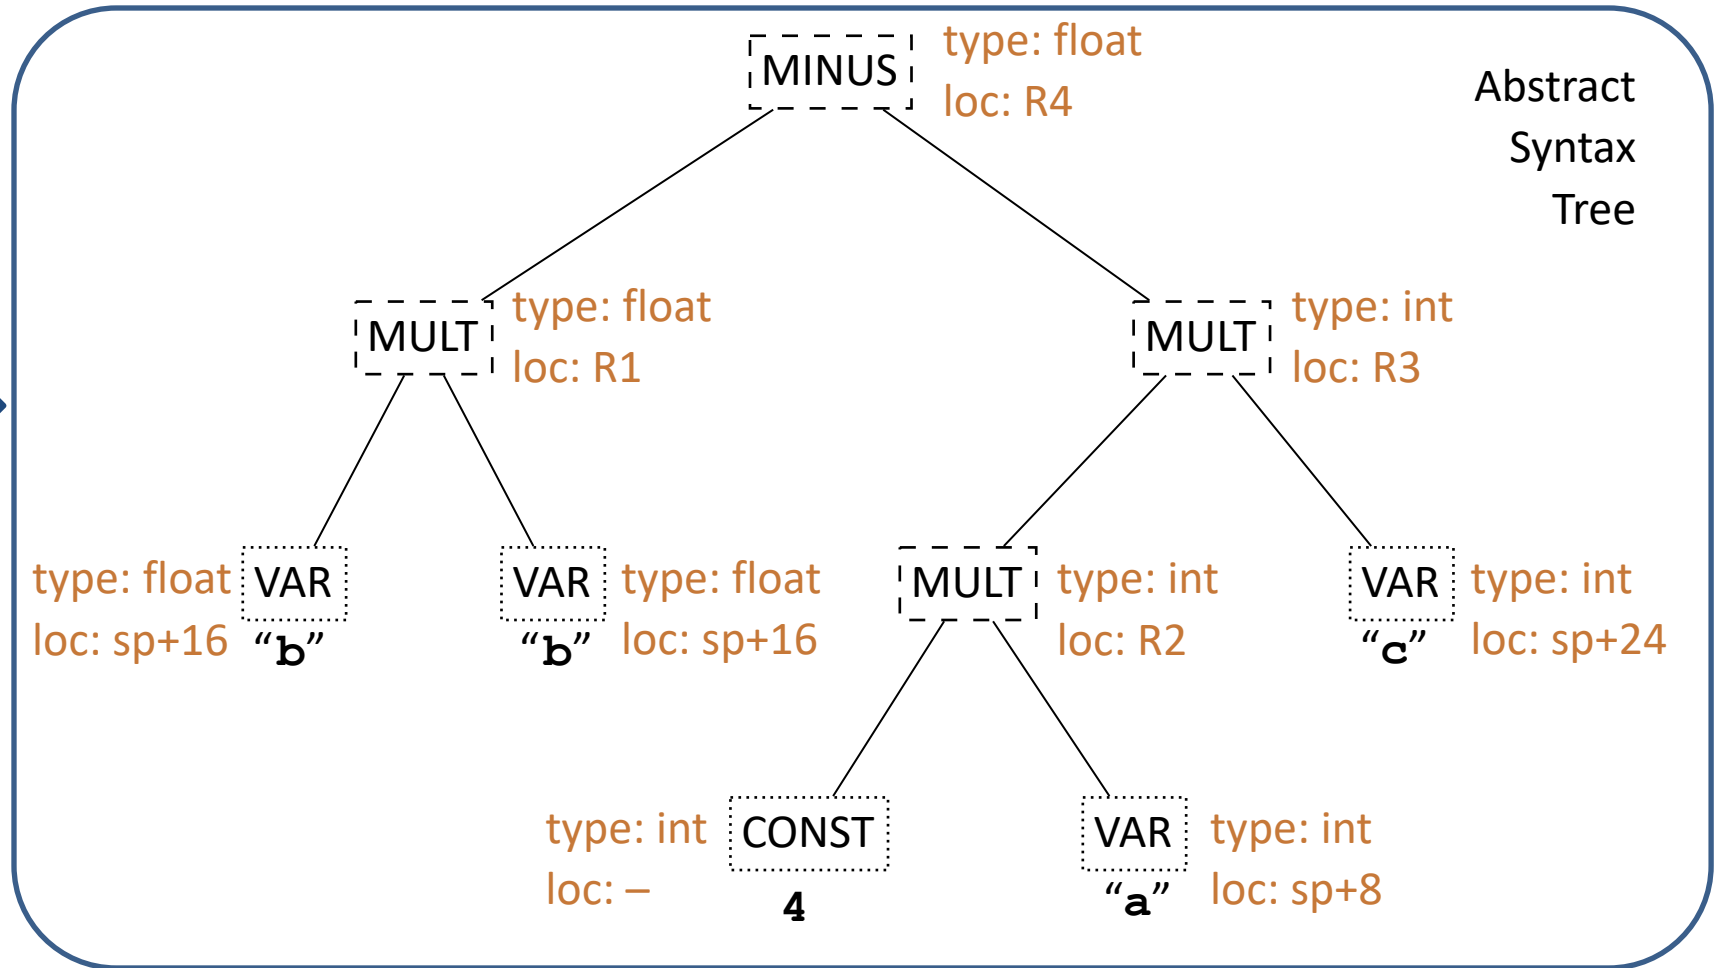 type: float
MINUS
loc: R4
Abstract
Syntax
Tree
type: float
MULT
loc: R1
type: int
MULT
loc: R3
type: float
VAR
loc: sp+16
“b”
VAR
type: float
“b”
loc: sp+16
MULT
type: int
loc: R2
VAR
type: int
“c”
loc: sp+24
type: int
CONST
loc: –
4
VAR
type: int
“a”
loc: sp+8